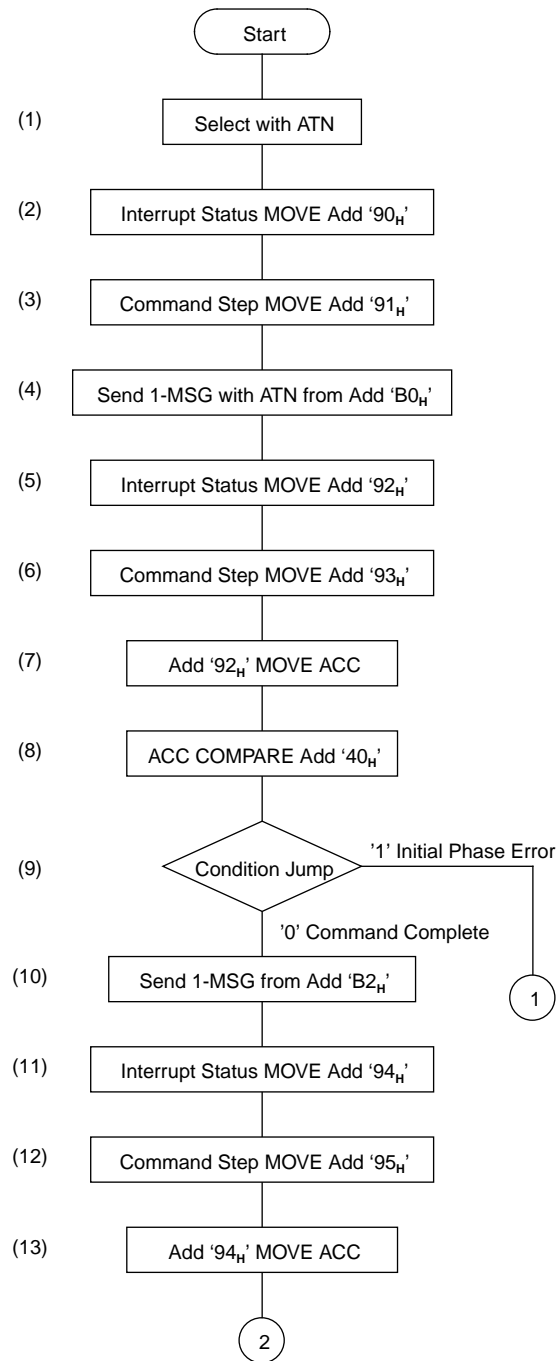 Start
(1) Select with ATN
(2) Interrupt Status MOVE Add ‘90H’
(3) Command Step MOVE Add ‘91H’
(4) Send 1-MSG with ATN from Add ‘B0H’
(5) Interrupt Status MOVE Add ‘92H’
(6) Command Step MOVE Add ‘93H’
(7) Add ‘92H’ MOVE ACC
(8) ACC COMPARE Add ‘40H’
'1' Initial Phase Error
(9) Condition Jump
'0' Command Complete
(10) Send 1-MSG from Add ‘B2H’
1
(11) Interrupt Status MOVE Add ‘94H’
(12) Command Step MOVE Add ‘95H’
(13) Add ‘94H’ MOVE ACC
2